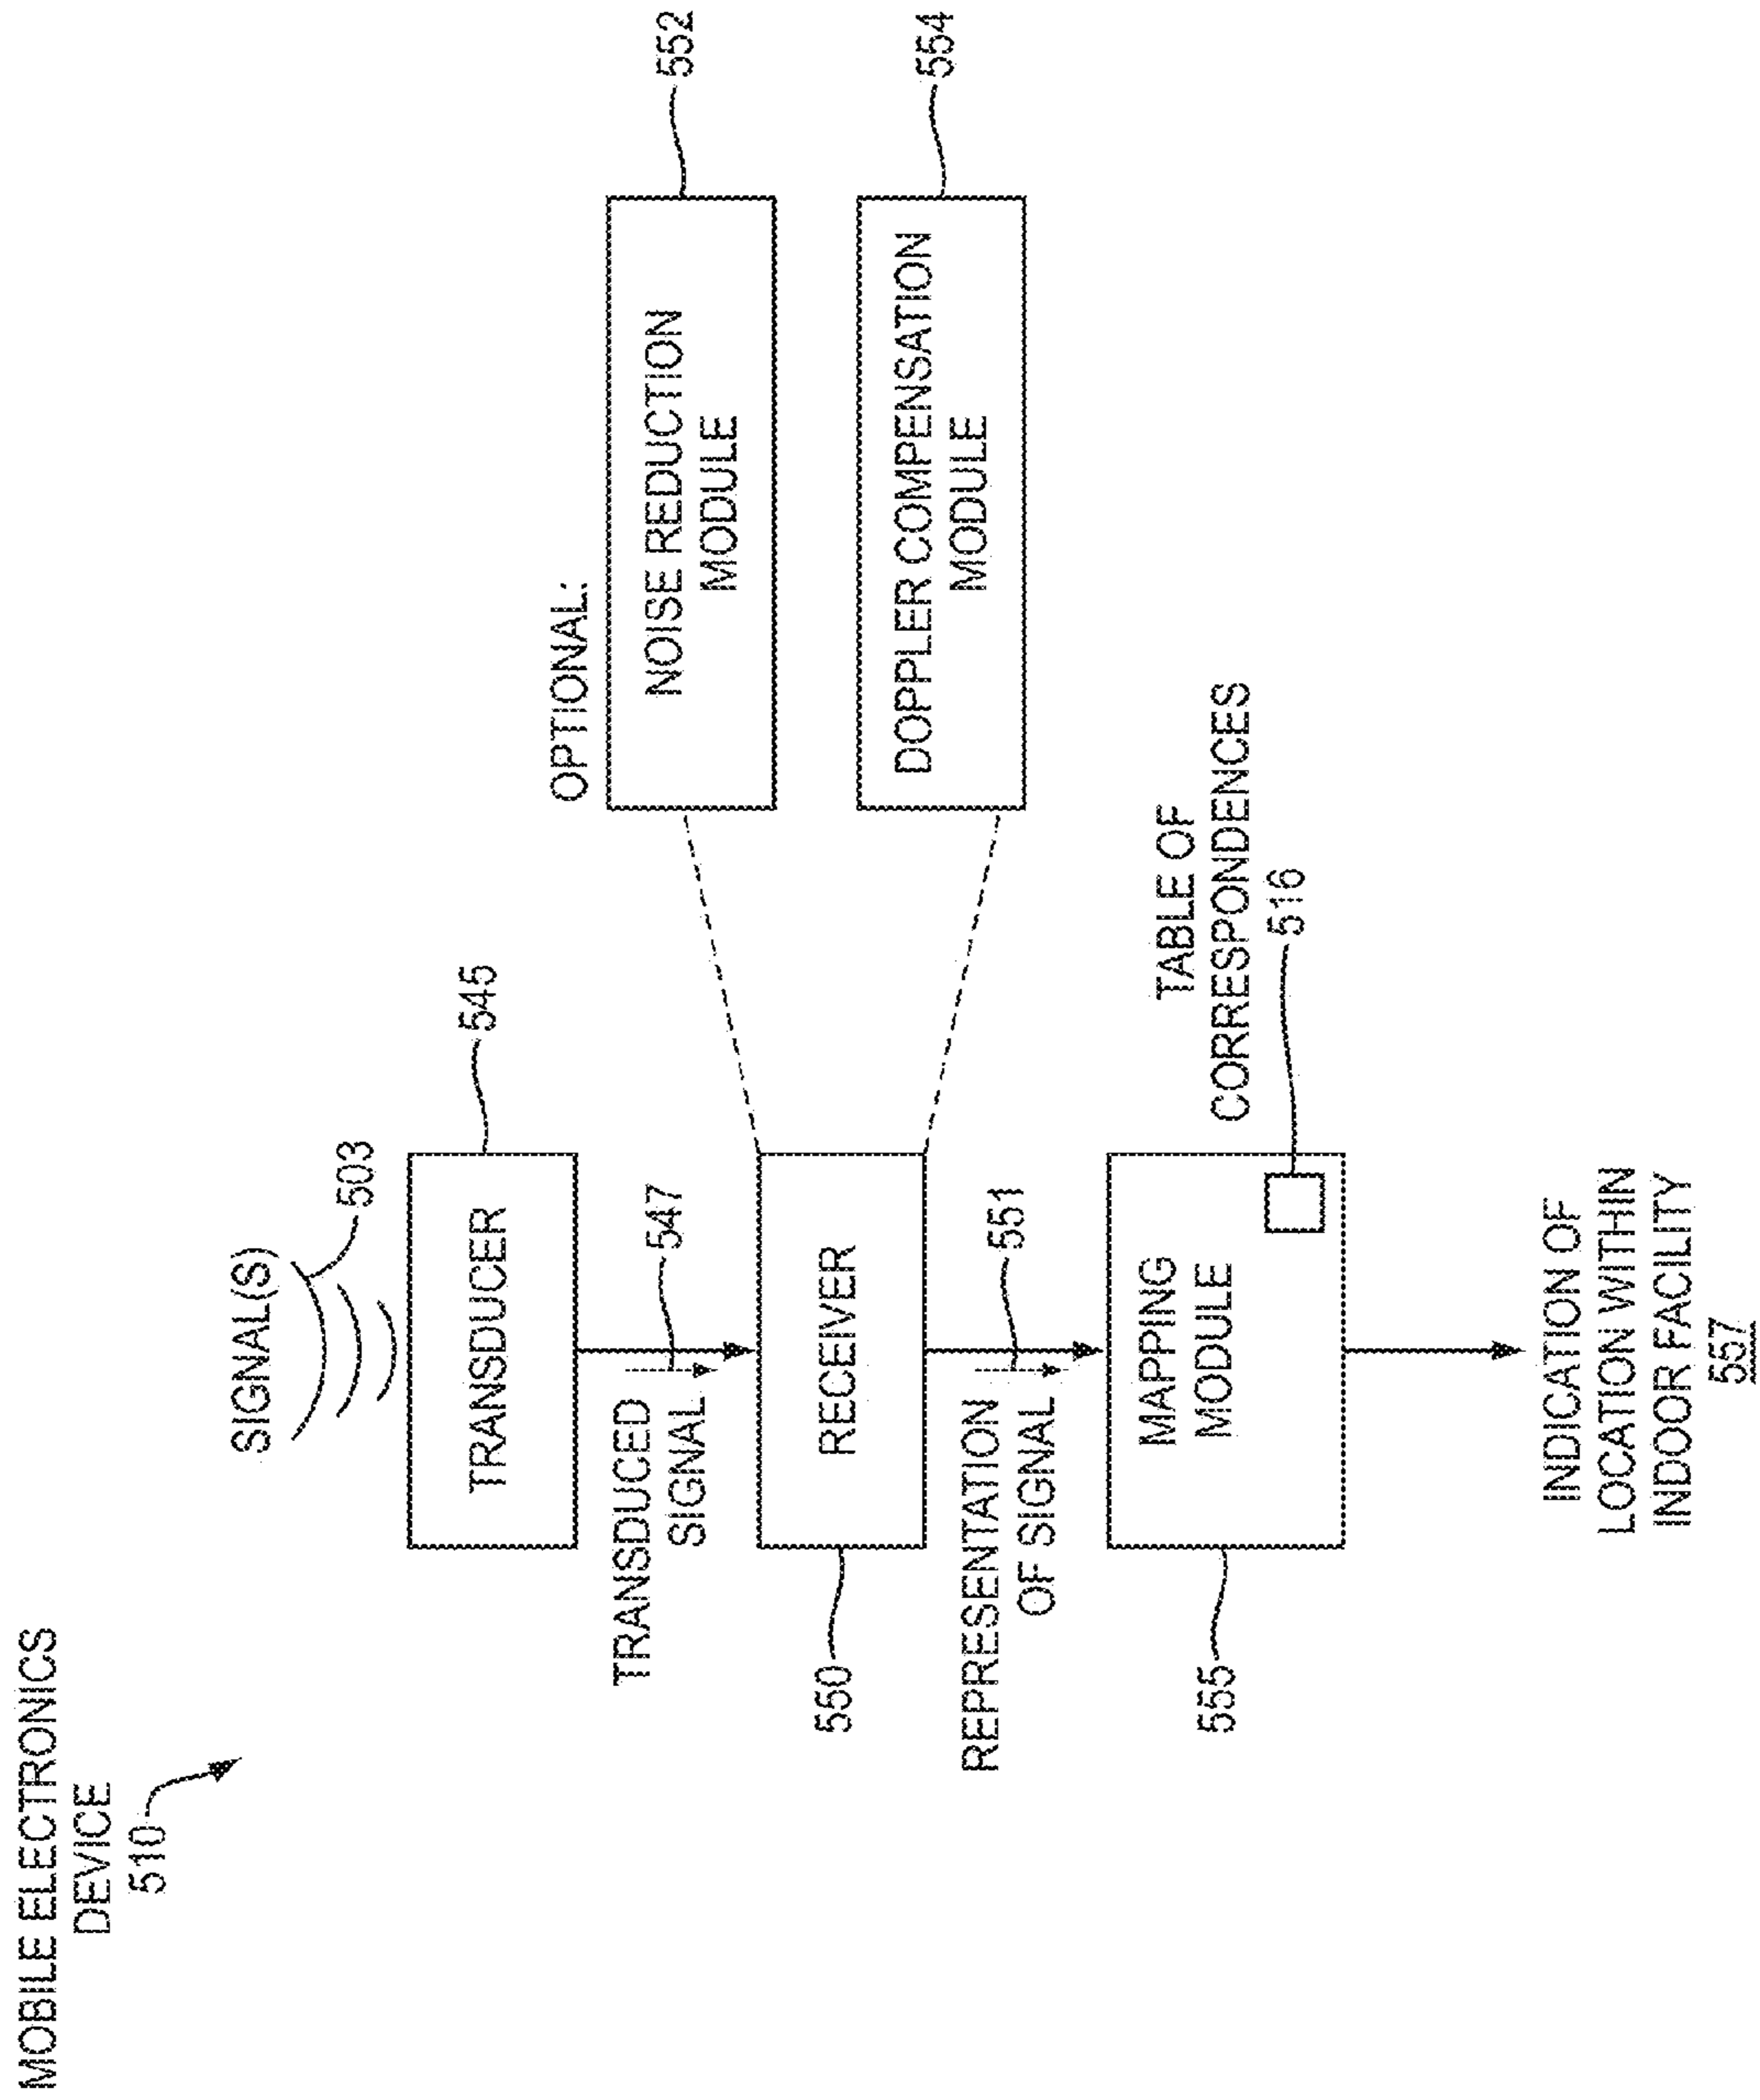 MOBILE ELECTRONICS
DEVICE
510
SIGNAL(S)
503
TRANSDUCER
545
TRANSDUCED
SIGNAL
547
OPTIONAL:
NOISE REDUCTION
MODULE
552
RECEIVER
550
DOPPLER COMPENSATION
MODULE
554
REPRESENTATION
OF SIGNAL
551
MAPPING
MODULE
555
TABLE OF
CORRESPONDENCES
516
INDICATION OF
LOCATION WITHIN
INDOOR FACILITY
557